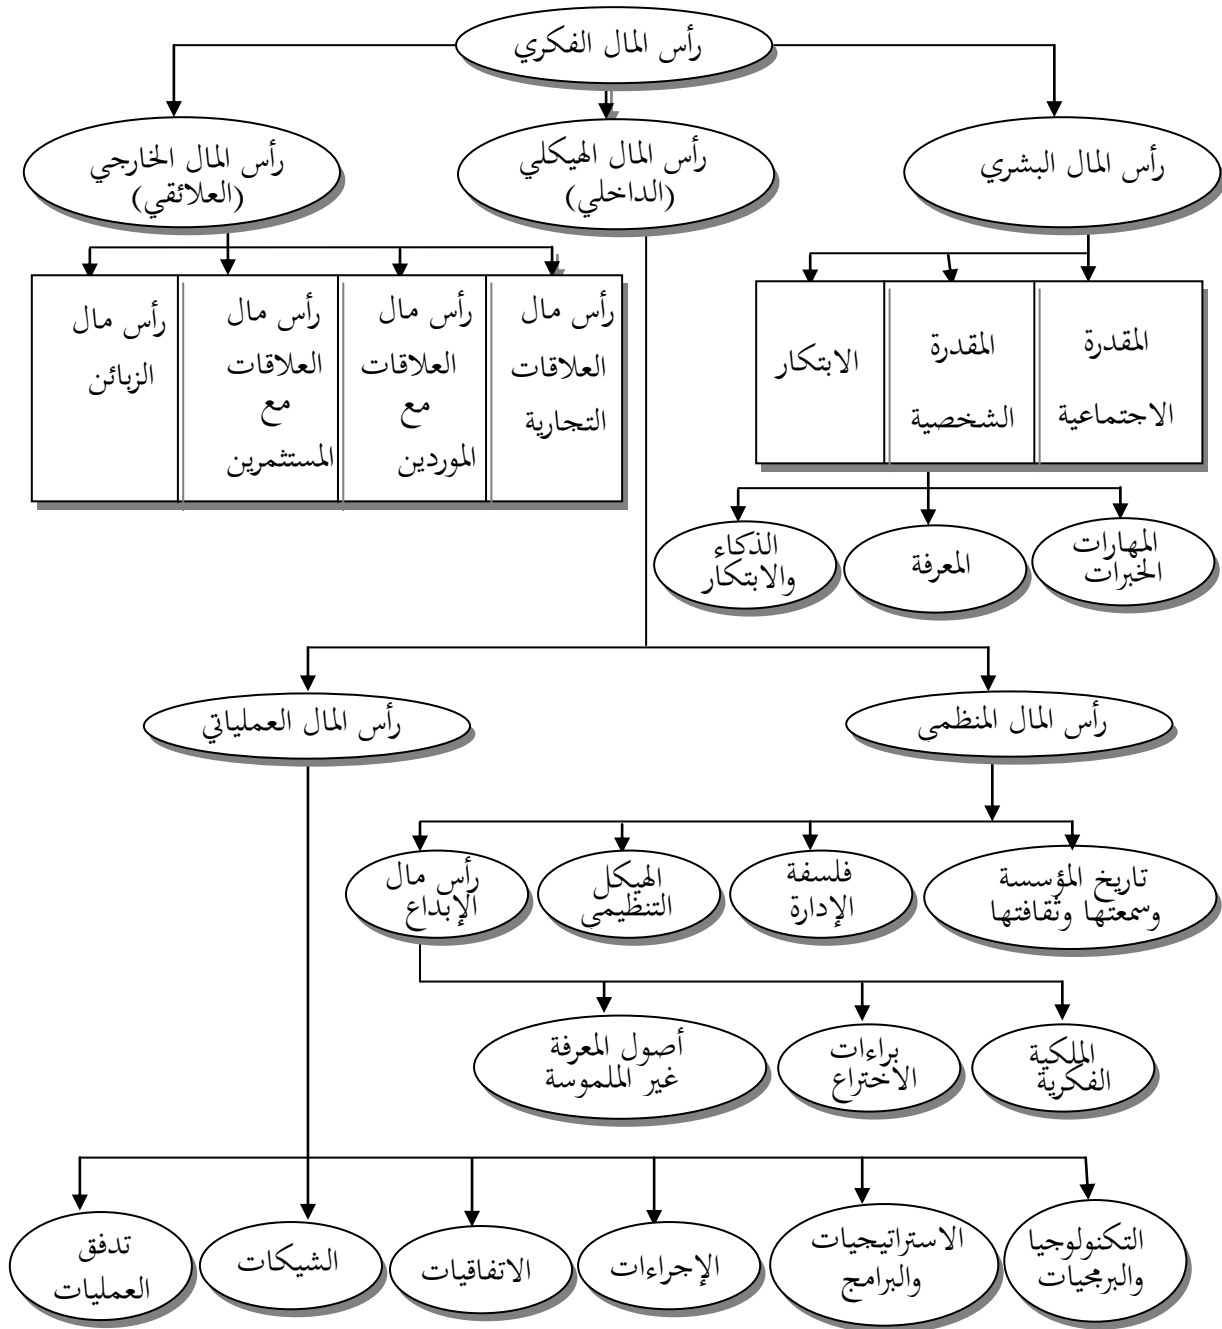 رأس المال الفكري
رأس المال البشري
رأس المال الهيكلي
(الداخلي)
رأس المال الخارجي
(العلائقي)
المقدرة
الاجتماعية
المقدرة
الشخصية
الابتكار
رأس مال
العلاقات
التجارية
رأس مال
العلاقات
مع
الموردين
رأس مال
العلاقات
مع
المستثمرين
رأس مال
الزبائن
المهارات
الخبرات
المعرفة
الذكاء
والابتكار
رأس المال المنظمى
رأس المال العملياتي
تاريخ المؤسسة
وسمعتها وثقافتها
فلسفة
الإدارة
الهيكل
التنظيمى
رأس مال
الإبداع
الملكية
الفكرية
براءات
الاختراع
أصول المعرفة
غير الملموسة
التكنولوجيا
والبرمجيات
الاستراتيجيات
والبرامج
الإجراءات
الاتفاقيات
الشيكات
تدفق
العمليات